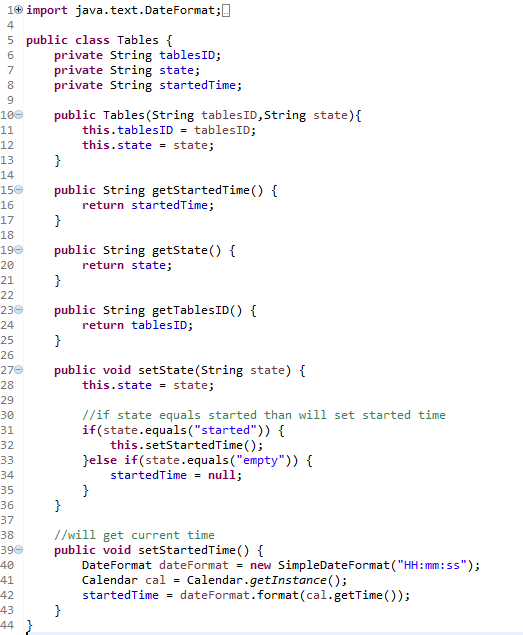 1 import java.text.DateFormat;
4
5 public class Tables {
6     private String tablesID;
7     private String state;
8     private String startedTime;
9
10     public Tables(String tablesID,String state){
11         this.tablesID = tablesID;
12         this.state = state;
13     }
14
15     public String getStartedTime() {
16         return startedTime;
17     }
18
19     public String getState() {
20         return state;
21     }
22
23     public String getTablesID() {
24         return tablesID;
25     }
26
27     public void setState(String state) {
28         this.state = state;
29
30         //if state equals started than will set started time
31         if(state.equals("started")) {
32             this.setStartedTime();
33         }else if(state.equals("empty")) {
34             startedTime = null;
35         }
36     }
37
38     //will get current time
39     public void setStartedTime() {
40         DateFormat dateFormat = new SimpleDateFormat("HH:mm:ss");
41         Calendar cal = Calendar.getInstance();
42         startedTime = dateFormat.format(cal.getTime());
43     }
44 }